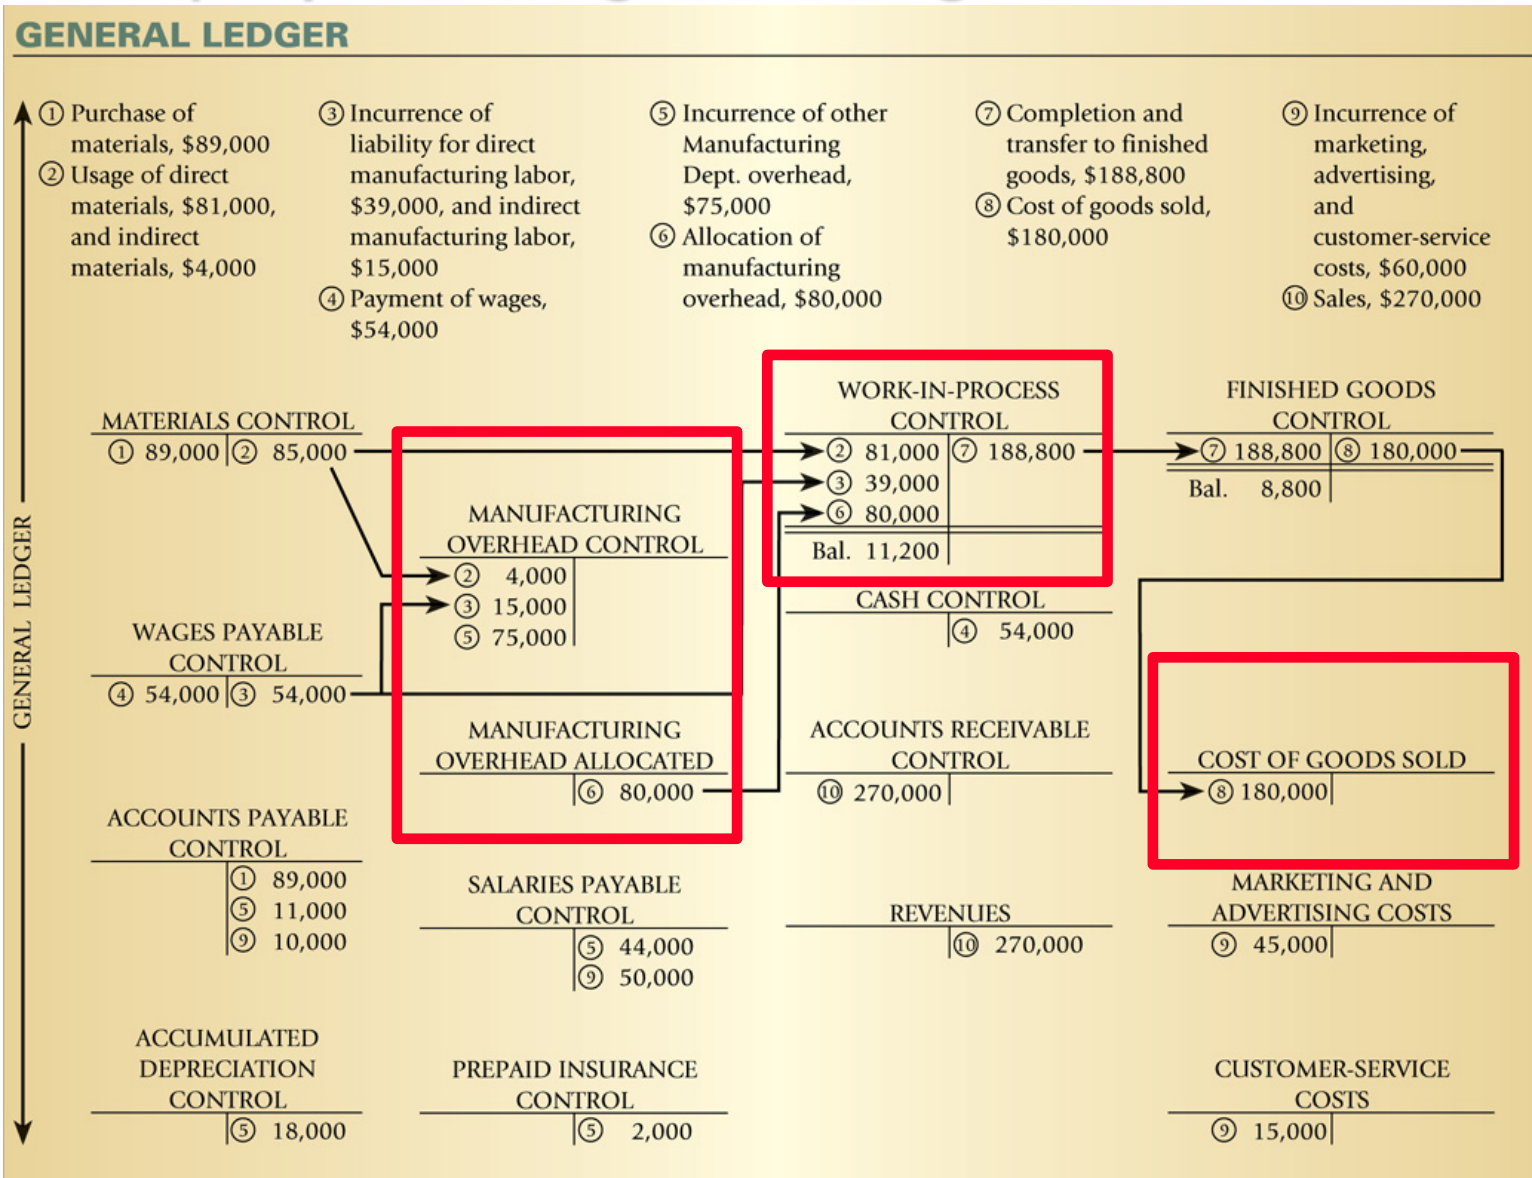 GENERAL LEDGER
① Purchase of
materials, $89,000
② Usage of direct
materials, $81,000,
and indirect
materials, $4,000
③ Incurrence of
liability for direct
manufacturing labor,
$39,000, and indirect
manufacturing labor,
$15,000
④ Payment of wages,
$54,000
⑤ Incurrence of other
Manufacturing
Dept. overhead,
$75,000
⑥ Allocation of
manufacturing
overhead, $80,000
⑦ Completion and
transfer to finished
goods, $188,800
⑧ Cost of goods sold,
$180,000
⑨ Incurrence of
marketing,
advertising,
and
customer-service
costs, $60,000
⑩ Sales, $270,000
GENERAL LEDGER
MATERIALS CONTROL
① 89,000 ② 85,000
WAGES PAYABLE
CONTROL
④ 54,000 ③ 54,000
ACCOUNTS PAYABLE
CONTROL
① 89,000
⑤ 11,000
⑨ 10,000
ACCUMULATED
DEPRECIATION
CONTROL
⑤ 18,000
MANUFACTURING
OVERHEAD CONTROL
② 4,000
③ 15,000
⑤ 75,000
MANUFACTURING
OVERHEAD ALLOCATED
⑥ 80,000
SALARIES PAYABLE
CONTROL
⑤ 44,000
⑨ 50,000
PREPAID INSURANCE
CONTROL
⑤ 2,000
WORK-IN-PROCESS
CONTROL
② 81,000 ⑦ 188,800
③ 39,000
⑥ 80,000
Bal. 11,200
CASH CONTROL
④ 54,000
ACCOUNTS RECEIVABLE
CONTROL
⑩ 270,000
REVENUES
⑩ 270,000
FINISHED GOODS
CONTROL
⑦ 188,800 ⑧ 180,000
Bal. 8,800
COST OF GOODS SOLD
⑧ 180,000
MARKETING AND
ADVERTISING COSTS
⑨ 45,000
CUSTOMER-SERVICE
COSTS
⑨ 15,000